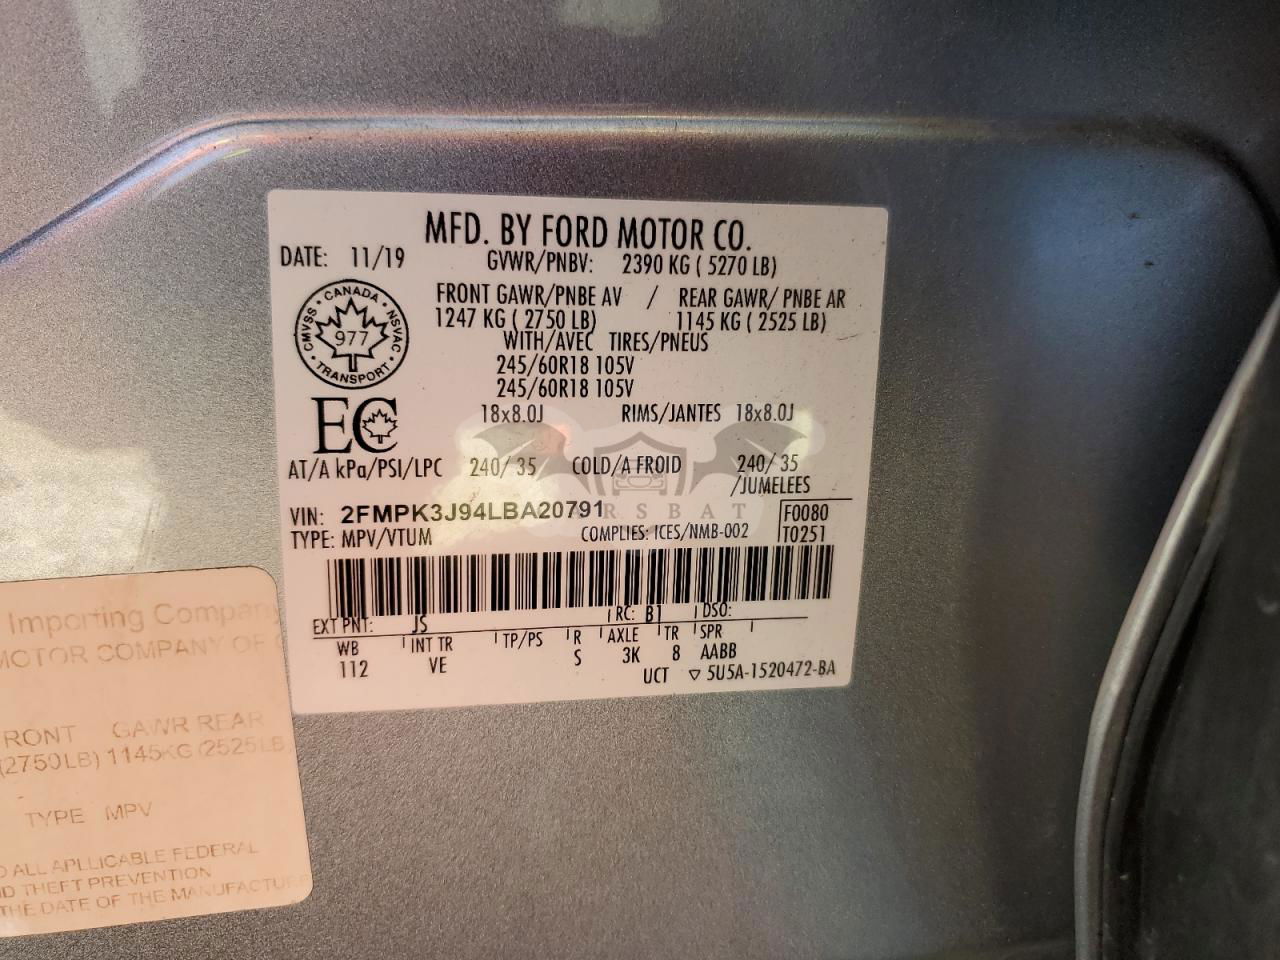 MFD. BY FORD MOTOR CO.
DATE: 11/19 GVWR/PNBV: 2390 KG ( 5270 LB)
FRONT GAWR/PNBE AV / REAR GAWR/ PNBE AR
1247 KG ( 2750 LB) 1145 KG ( 2525 LB)
WITH/AVEC TIRES/PNEUS
245/60R18 105V
245/60R18 105V
CANADA
CMVSS NSVAC
977
TRANSPORT
EC
18x8.0J RIMS/JANTES 18x8.0J
AT/A kPa/PSI/LPC 240/ 35 COLD/A FROID 240/ 35
/JUMELEES
VIN: 2FMPK3J94LBA20791 F0080
TYPE: MPV/VTUM COMPLIES: ICES/NMB-002 T0251
EXT PNT: JS RC: B1 DSO:
WB INT TR TP/PS R AXLE TR SPR
112 VE S 3K 8 AABB
UCT 5U5A-1520472-BA
Importing Company
MOTOR COMPANY OF
RONT GAWR REAR
(2750LB) 1145KG (2525LB)
TYPE MPV
ALL APLLICABLE FEDERAL
THEFT PREVENTION
THE DATE OF THE MANUFACTUR